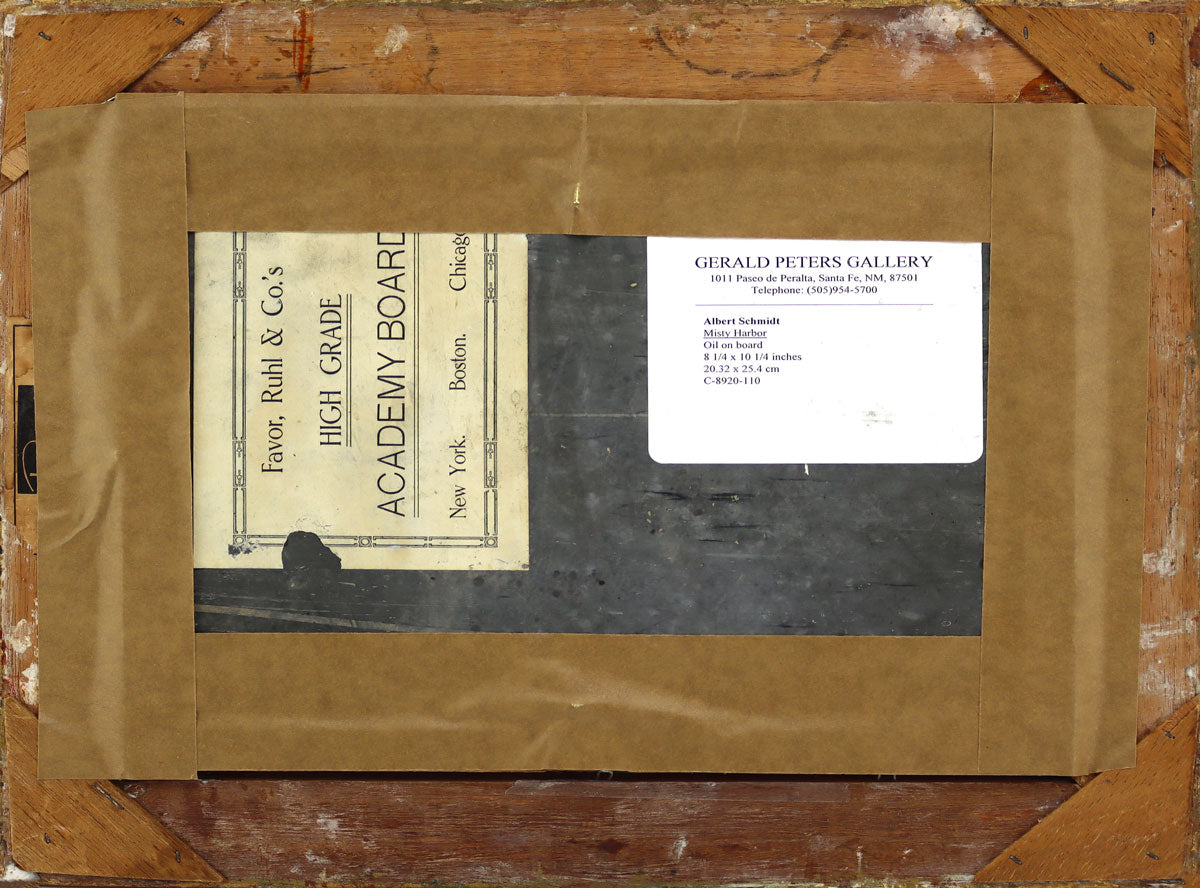 Favor, Ruhl & Co.'s
HIGH GRADE
ACADEMY BOARD
New York. Boston. Chicago
GERALD PETERS GALLERY
1011 Paseo de Peralta, Santa Fe, NM, 87501
Telephone: (505)954-5700
Albert Schmidt
Misty Harbor
Oil on board
8 1/4 x 10 1/4 inches
20.32 x 25.4 cm
C-8920-110